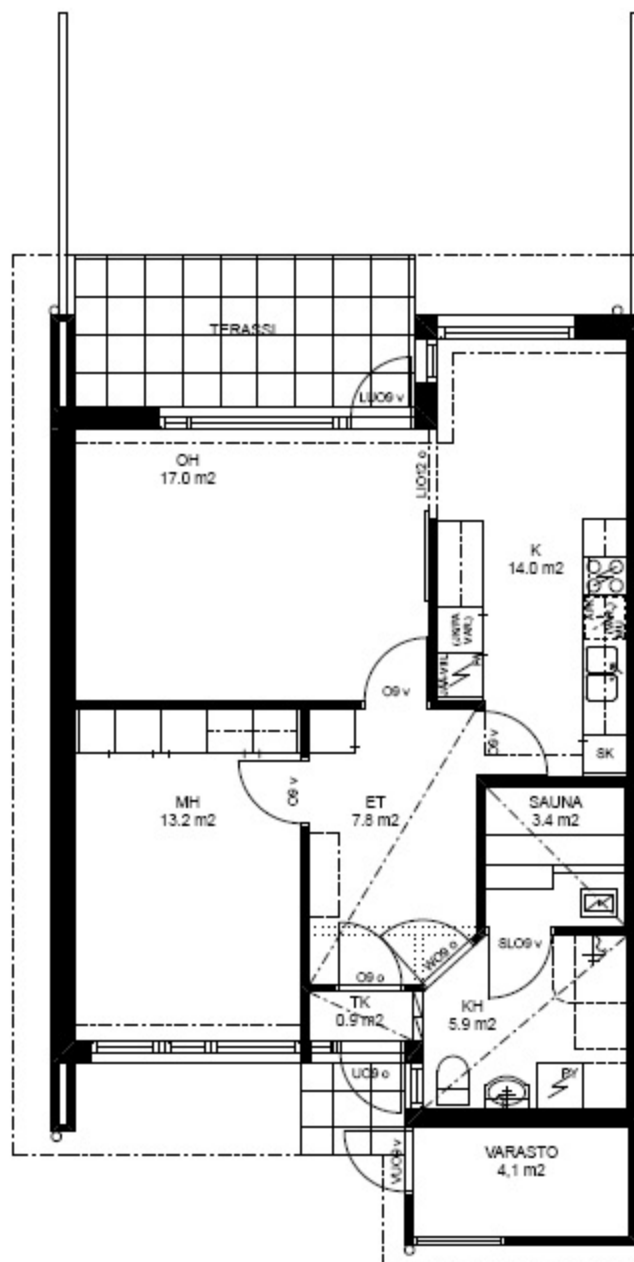 TERASSI
LUO9 v
OH
17.0 m2
LIO12 o
K
14.0 m2
O9 v
O9 v
SK
O9 v
MH
13.2 m2
ET
7.8 m2
SAUNA
3.4 m2
WO9 o
SLO9 v
O9 o
TK
0.9 m2
KH
5.9 m2
UO9 o
PY
VUO9 v
VARASTO
4,1 m2